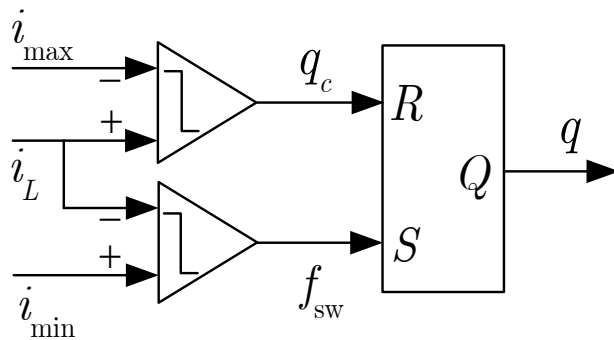 i_max
−
q_c
R
+
i_L
q
Q
−
+
S
f_sw
i_min